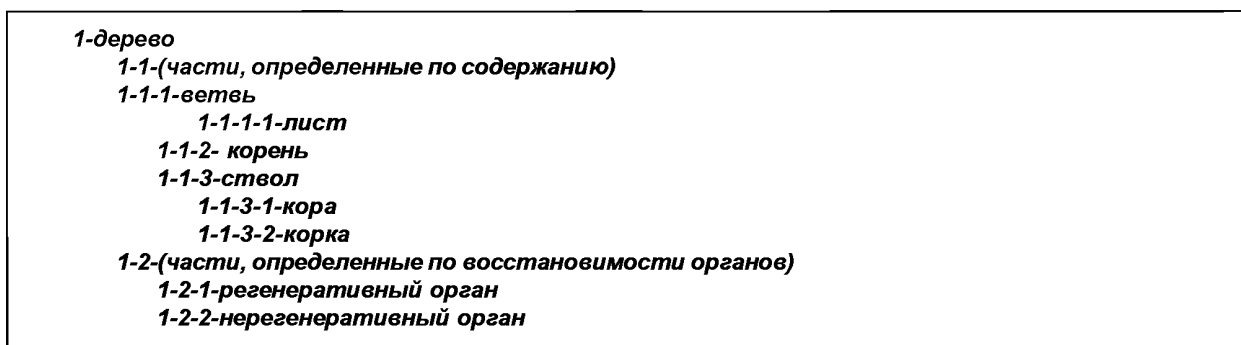 1-дерево
1-1-(части, определенные по содержанию)
1-1-1-ветвь
1-1-1-1-лист
1-1-2- корень
1-1-3-ствол
1-1-3-1-кора
1-1-3-2-корка
1-2-(части, определенные по восстановимости органов)
1-2-1-регенеративный орган
1-2-2-нерегенеративный орган